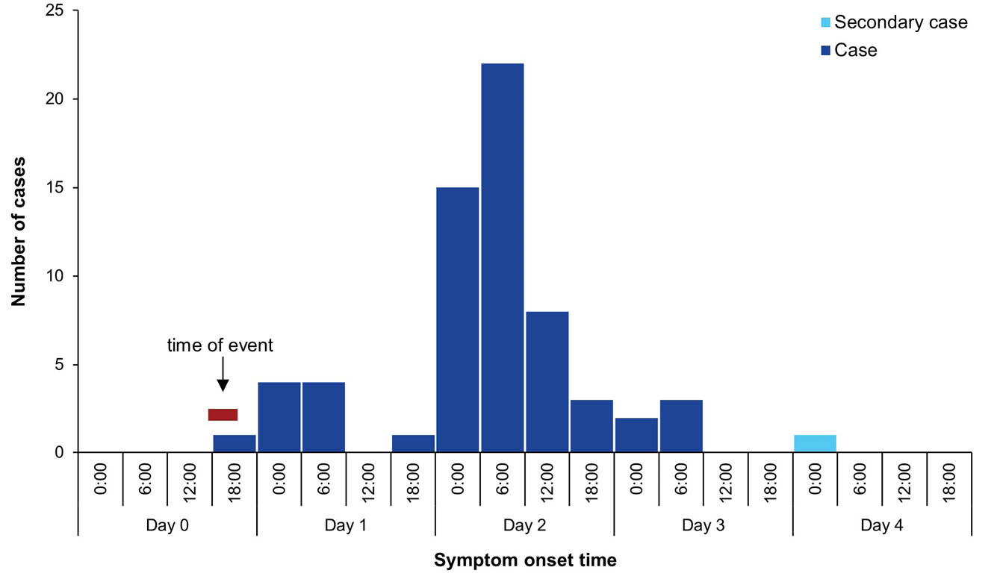 25
Secondary case
Case
20
15
10
5
0
Number of cases
time of event
0:00 6:00 12:00 18:00 0:00 6:00 12:00 18:00 0:00 6:00 12:00 18:00 0:00 6:00 12:00 18:00 0:00 6:00 12:00 18:00
Day 0 Day 1 Day 2 Day 3 Day 4
Symptom onset time